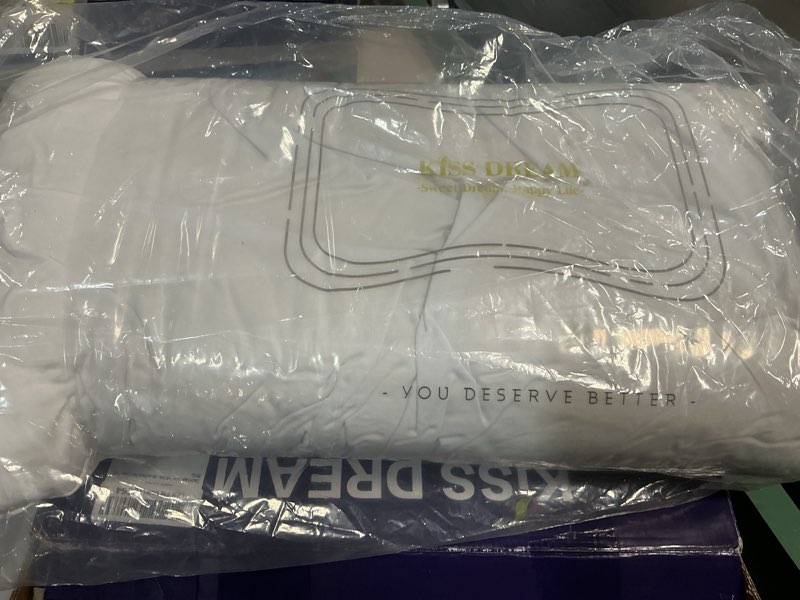 KISS DREAM
-Sweet Dream, Happy Life-
- YOU DESERVE BETTER -
KISS DREAM